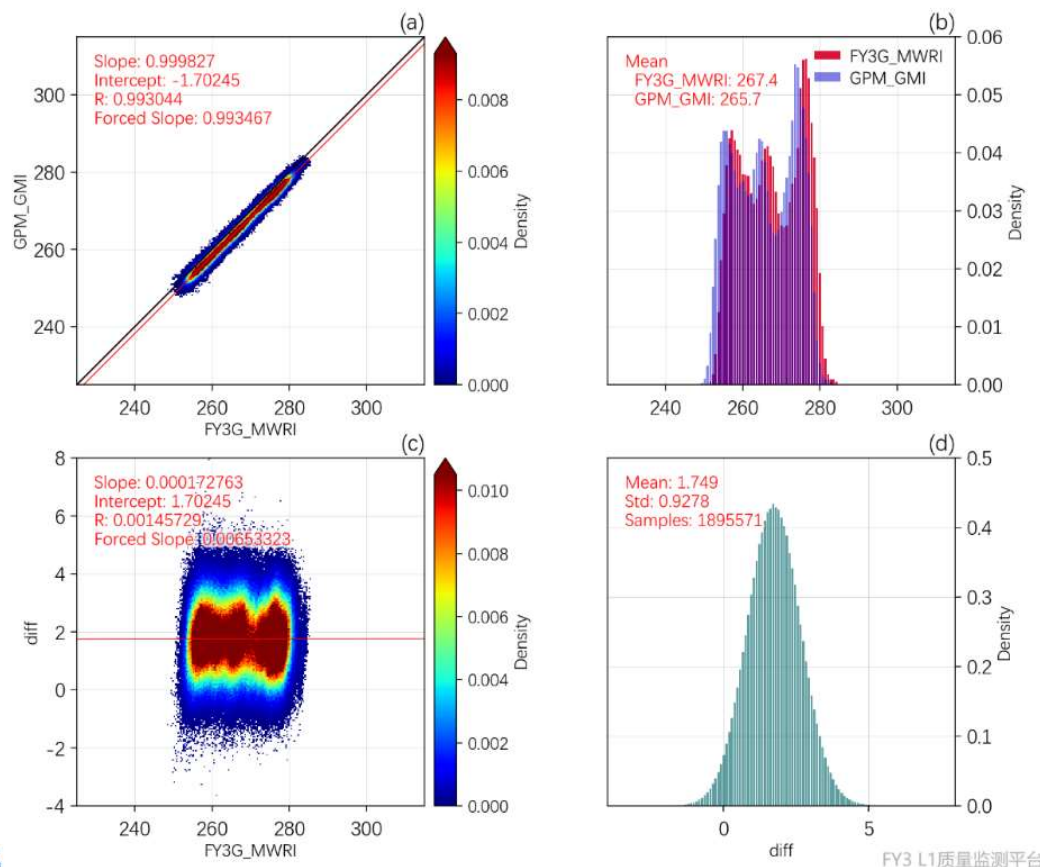 (a)
Slope: 0.999827
Intercept: -1.70245
R: 0.993044
Forced Slope: 0.993467
300
280
260
240
GPM_GMI
240
260
280
300
FY3G_MWRI
0.008
0.006
0.004
0.002
0.000
Density
(b)
Mean
FY3G_MWRI: 267.4
GPM_GMI: 265.7
FY3G_MWRI
GPM_GMI
0.06
0.05
0.04
0.03
0.02
0.01
0.00
Density
240
260
280
300
(c)
Slope: 0.000172763
Intercept: 1.70245
R: 0.00145729
Forced Slope: 0.00653323
8
6
4
2
0
-2
-4
diff
240
260
280
300
FY3G_MWRI
0.010
0.008
0.006
0.004
0.002
0.000
Density
(d)
Mean: 1.749
Std: 0.9278
Samples: 1895571
0.5
0.4
0.3
0.2
0.1
0.0
Density
0
5
diff
FY3 L1质量监测平台